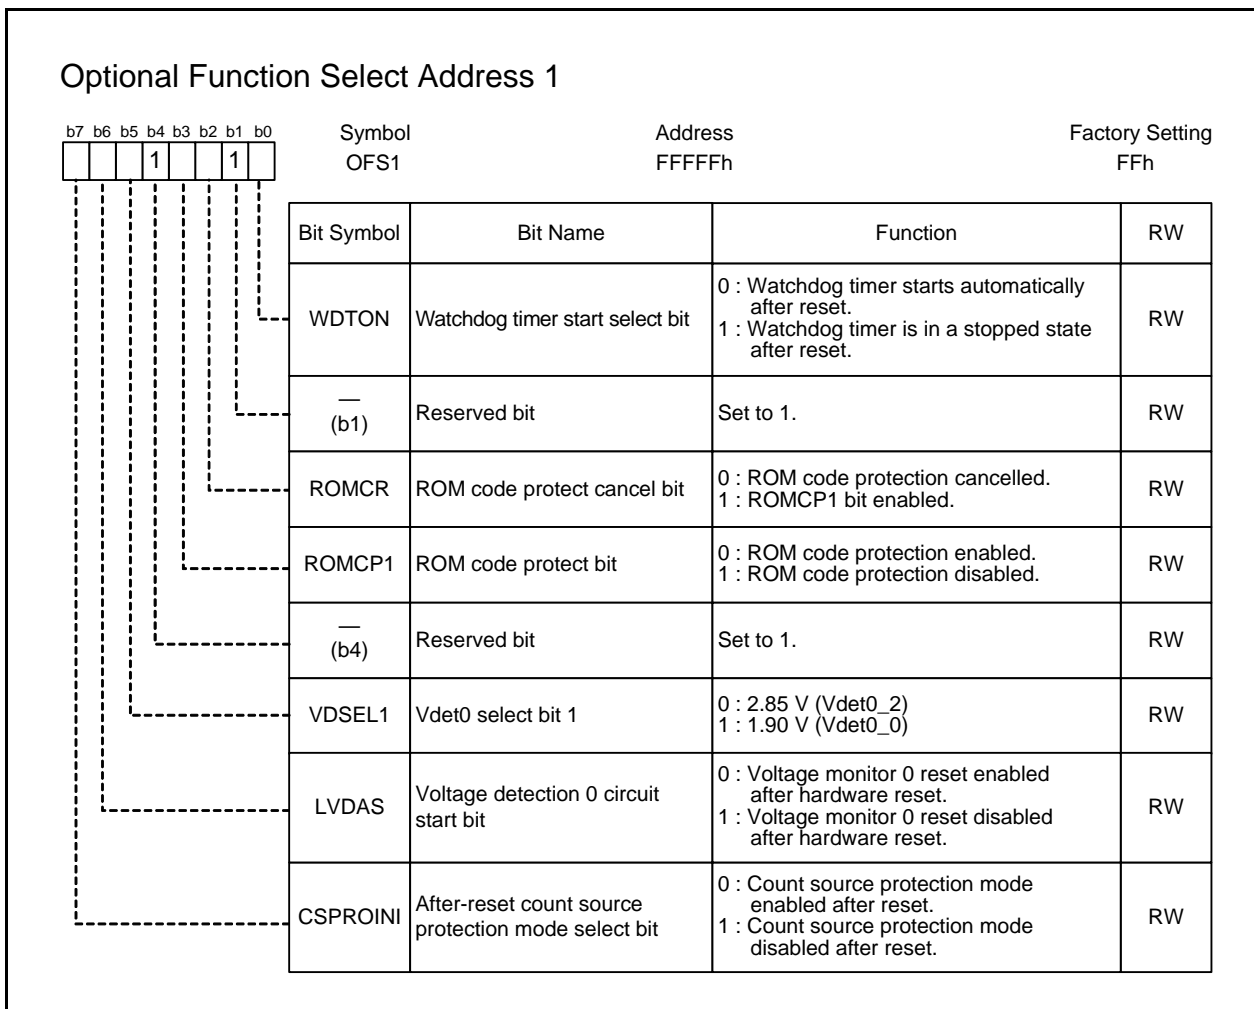 Optional Function Select Address 1
b7 b6 b5 b4 b3 b2 b1 b0
1 1
Symbol Address Factory Setting
OFS1 FFFFFh FFh
Bit Symbol Bit Name Function RW
WDTON Watchdog timer start select bit 0 : Watchdog timer starts automatically
after reset.
1 : Watchdog timer is in a stopped state
after reset.
RW
—
(b1) Reserved bit Set to 1. RW
ROMCR ROM code protect cancel bit 0 : ROM code protection cancelled.
1 : ROMCP1 bit enabled.
RW
ROMCP1 ROM code protect bit 0 : ROM code protection enabled.
1 : ROM code protection disabled.
RW
—
(b4) Reserved bit Set to 1. RW
VDSEL1 Vdet0 select bit 1 0 : 2.85 V (Vdet0_2)
1 : 1.90 V (Vdet0_0)
RW
LVDAS Voltage detection 0 circuit
start bit
0 : Voltage monitor 0 reset enabled
after hardware reset.
1 : Voltage monitor 0 reset disabled
after hardware reset.
RW
CSPROINI After-reset count source
protection mode select bit
0 : Count source protection mode
enabled after reset.
1 : Count source protection mode
disabled after reset.
RW